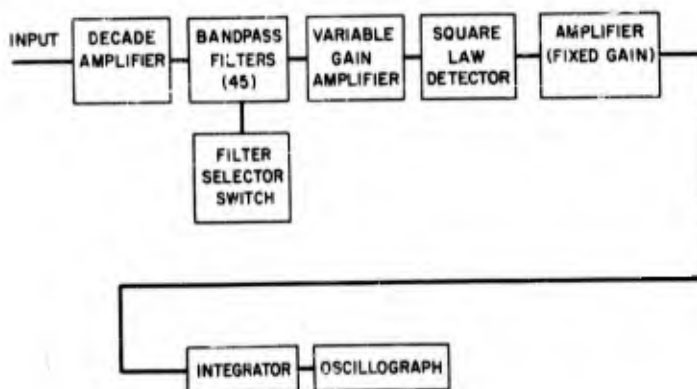 INPUT
DECADE
AMPLIFIER
BANDPASS
FILTERS
(45)
VARIABLE
GAIN
AMPLIFIER
SQUARE
LAW
DETECTOR
AMPLIFIER
(FIXED GAIN)
FILTER
SELECTOR
SWITCH
INTEGRATOR
OSCILLOGRAPH